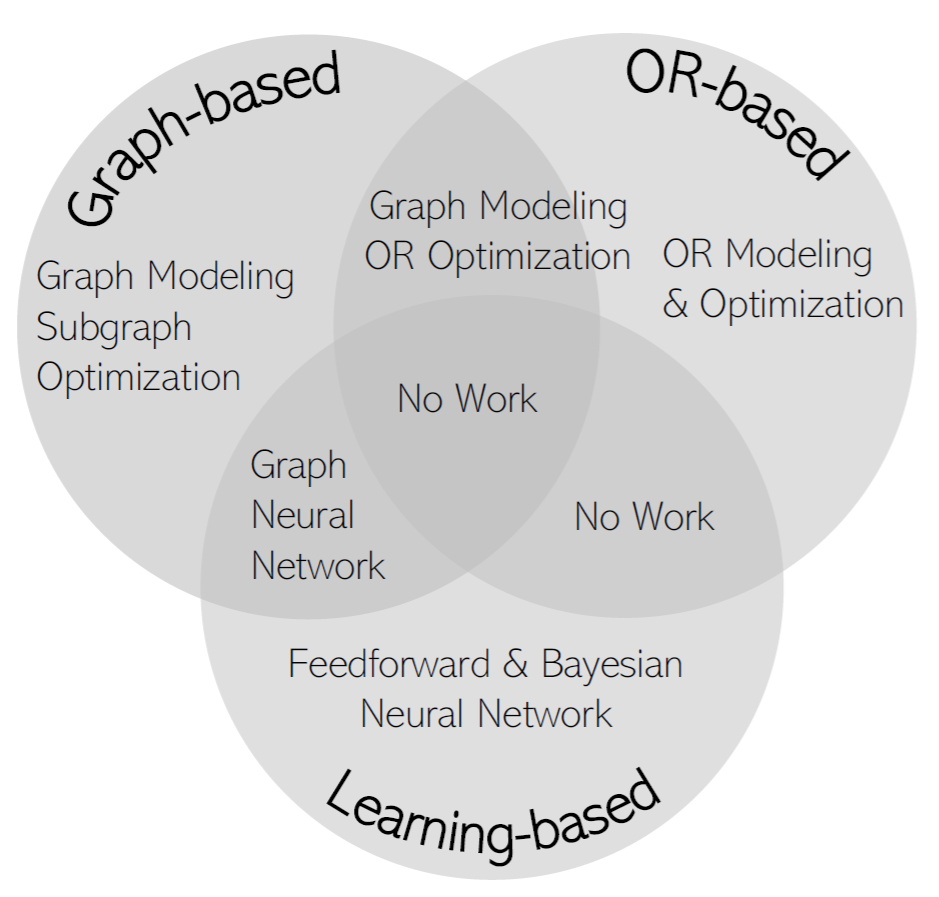 Graph-based
OR-based
Graph Modeling
OR Optimization
OR Modeling
& Optimization
Graph Modeling
Subgraph
Optimization
No Work
Graph
Neural
Network
No Work
Feedforward & Bayesian
Neural Network
Learning-based